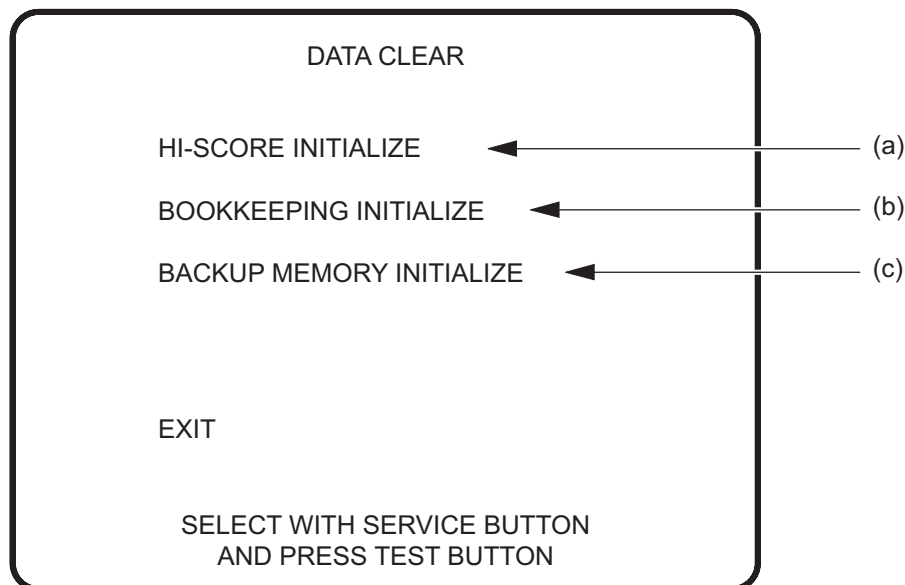 DATA CLEAR
HI-SCORE INITIALIZE
(a)
BOOKKEEPING INITIALIZE
(b)
BACKUP MEMORY INITIALIZE
(c)
EXIT
SELECT WITH SERVICE BUTTON
AND PRESS TEST BUTTON